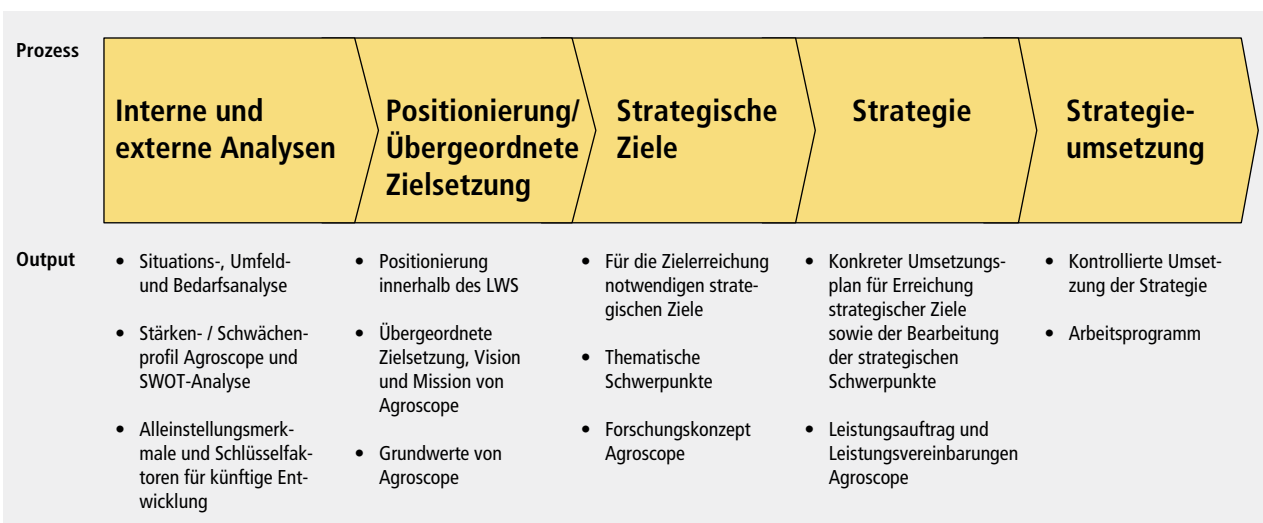 Prozess
Interne und
externe Analysen
Positionierung/
Übergeordnete
Zielsetzung
Strategische
Ziele
Strategie
Strategie-
umsetzung
Output
• Situations-, Umfeld-
und Bedarfsanalyse
• Stärken- / Schwächen-
profil Agroscope und
SWOT-Analyse
• Alleinstellungsmerk-
male und Schlüsselfak-
toren für künftige Ent-
wicklung
• Positionierung
innerhalb des LWS
• Übergeordnete
Zielsetzung, Vision
und Mission von
Agroscope
• Grundwerte von
Agroscope
• Für die Zielerreichung
notwendigen strate-
gischen Ziele
• Thematische
Schwerpunkte
• Forschungskonzept
Agroscope
• Konkreter Umsetzungs-
plan für Erreichung
strategischer Ziele
sowie der Bearbeitung
der strategischen
Schwerpunkte
• Leistungsauftrag und
Leistungsvereinbarungen
Agroscope
• Kontrollierte Umset-
zung der Strategie
• Arbeitsprogramm